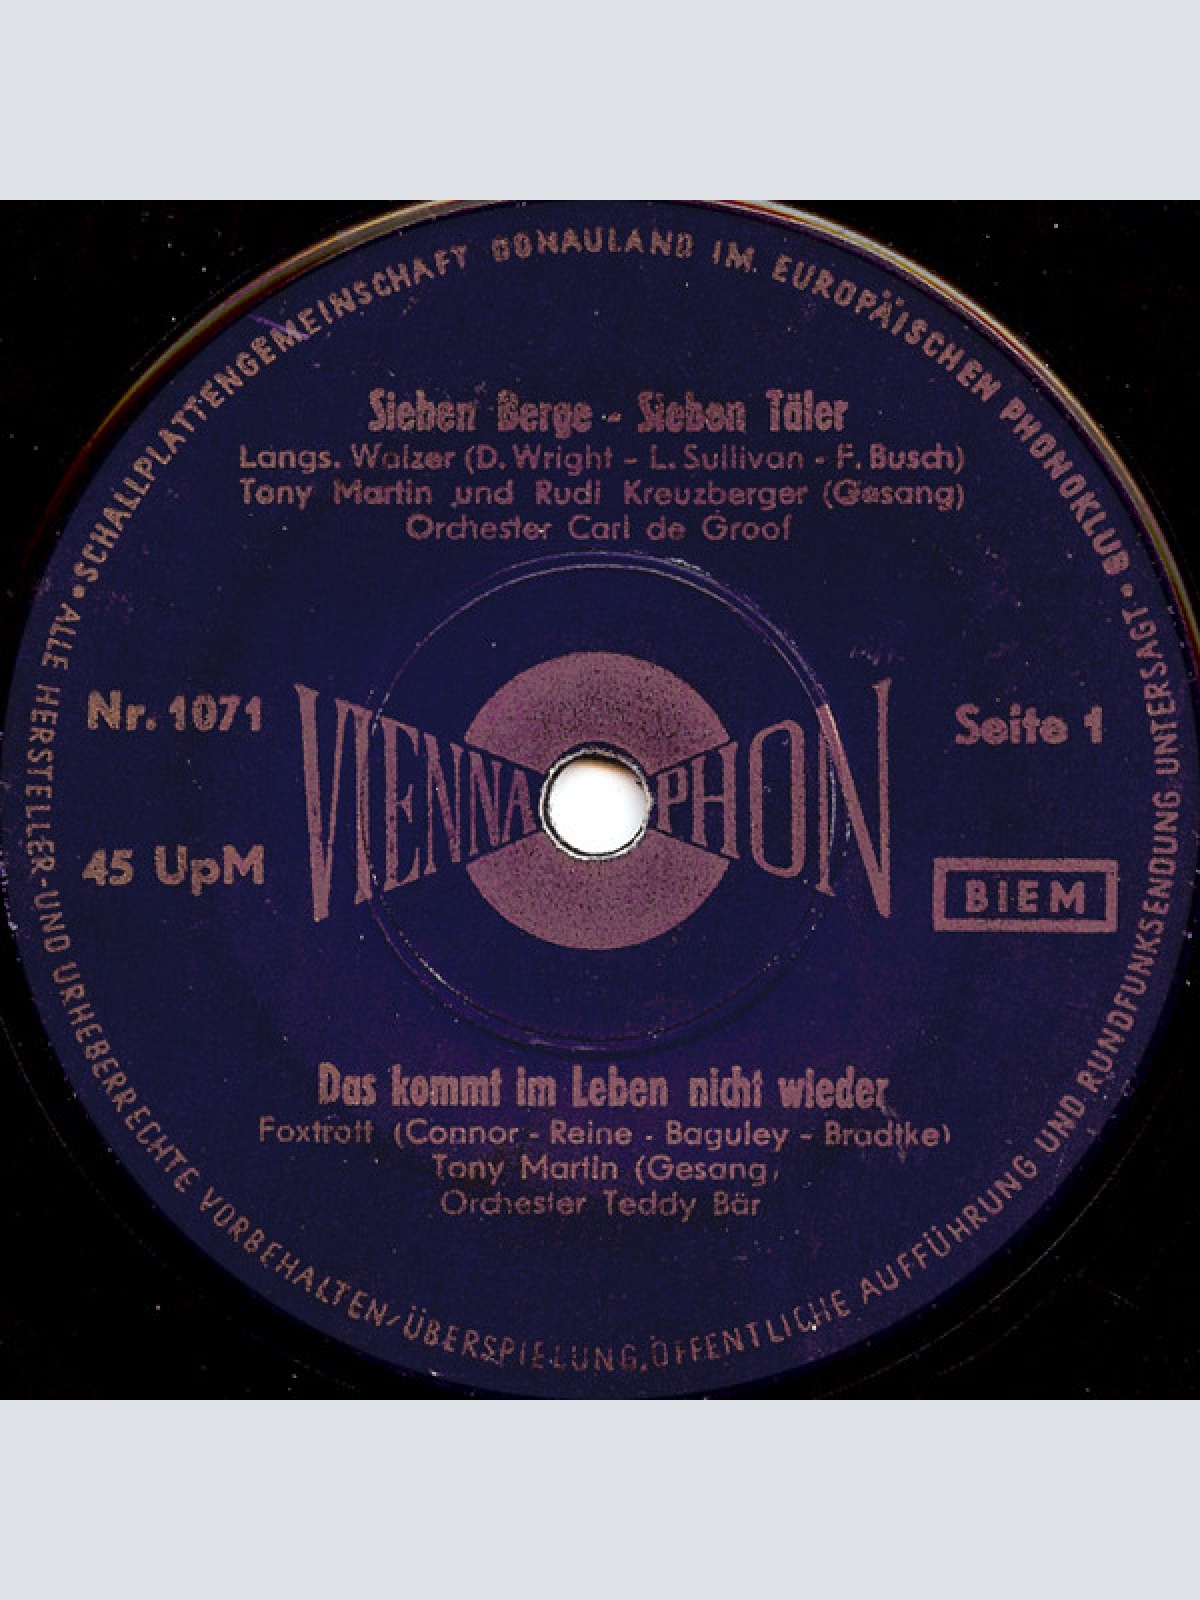 SCHALLPLATTENGEMEINSCHAFT DONAULAND IM EUROPÄISCHEN PHONOKLUB •
Sieben Berge - Sieben Täler
Langs. Walzer (D. Wright - L. Sullivan - F. Busch)
Tony Martin und Rudi Kreuzberger (Gesang)
Orchester Carl de Groof
Nr. 1071
Seite 1
VIENNAPHON
45 UpM
BIEM
Das kommt im Leben nicht wieder
Foxtrott (Connor - Reine - Baguley - Bradtke)
Tony Martin (Gesang)
Orchester Teddy Bär
• ALLE HERSTELLER-UND URHEBERRECHTE VORBEHALTEN/ÜBERSPIELUNG, ÖFFENTLICHE AUFFÜHRUNG UND RUNDFUNKSENDUNG UNTERSAGT